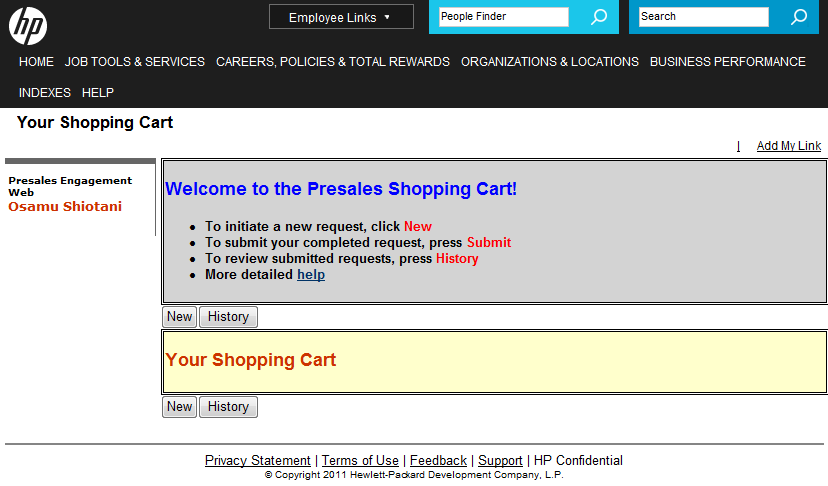 hp
Employee Links
People Finder
Search
HOME JOB TOOLS & SERVICES CAREERS, POLICIES & TOTAL REWARDS ORGANIZATIONS & LOCATIONS BUSINESS PERFORMANCE
INDEXES HELP
Your Shopping Cart
| Add My Link
Presales Engagement
Web
Osamu Shiotani
Welcome to the Presales Shopping Cart!
• To initiate a new request, click New
• To submit your completed request, press Submit
• To review submitted requests, press History
• More detailed help
New History
Your Shopping Cart
New History
Privacy Statement | Terms of Use | Feedback | Support | HP Confidential
© Copyright 2011 Hewlett-Packard Development Company, L.P.